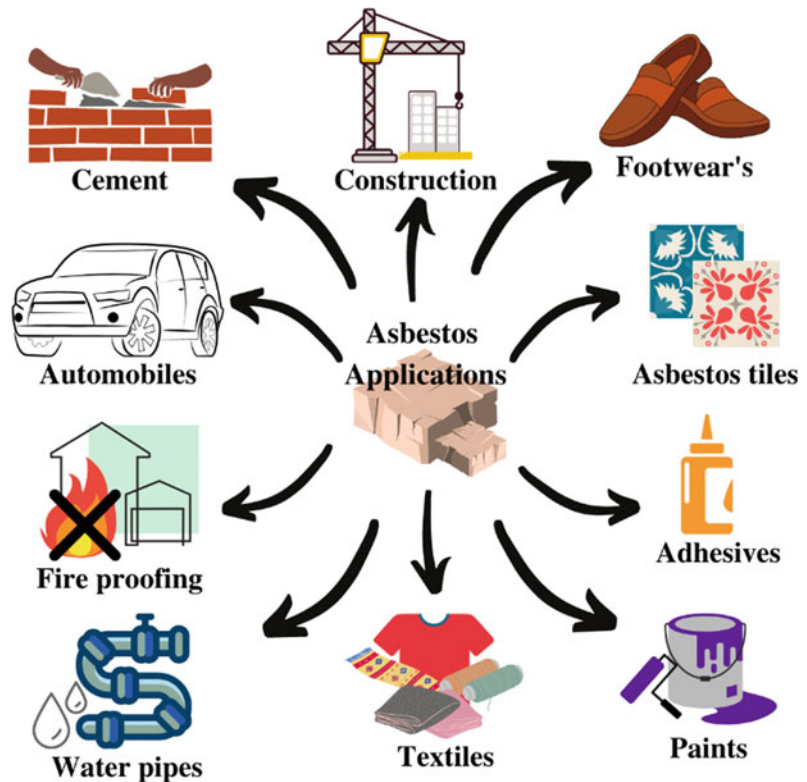 Cement
Construction
Footwear's
Automobiles
Asbestos
Applications
Asbestos tiles
Fire proofing
Adhesives
Water pipes
Textiles
Paints